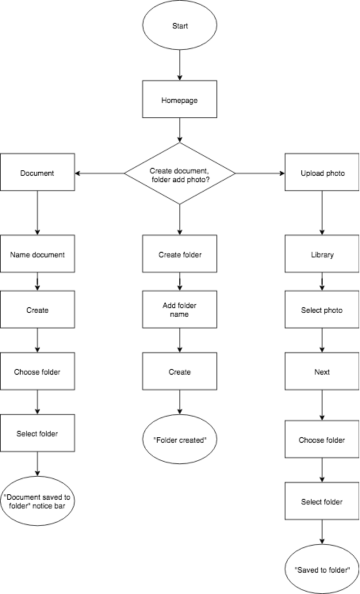 Start
Homepage
Create document,
folder add photo?
Document
Upload photo
Name document
Create folder
Library
Create
Add folder
name
Select photo
Choose folder
Create
Next
Select folder
"Folder created"
Choose folder
"Document saved to
folder" notice bar
Select folder
"Saved to folder"